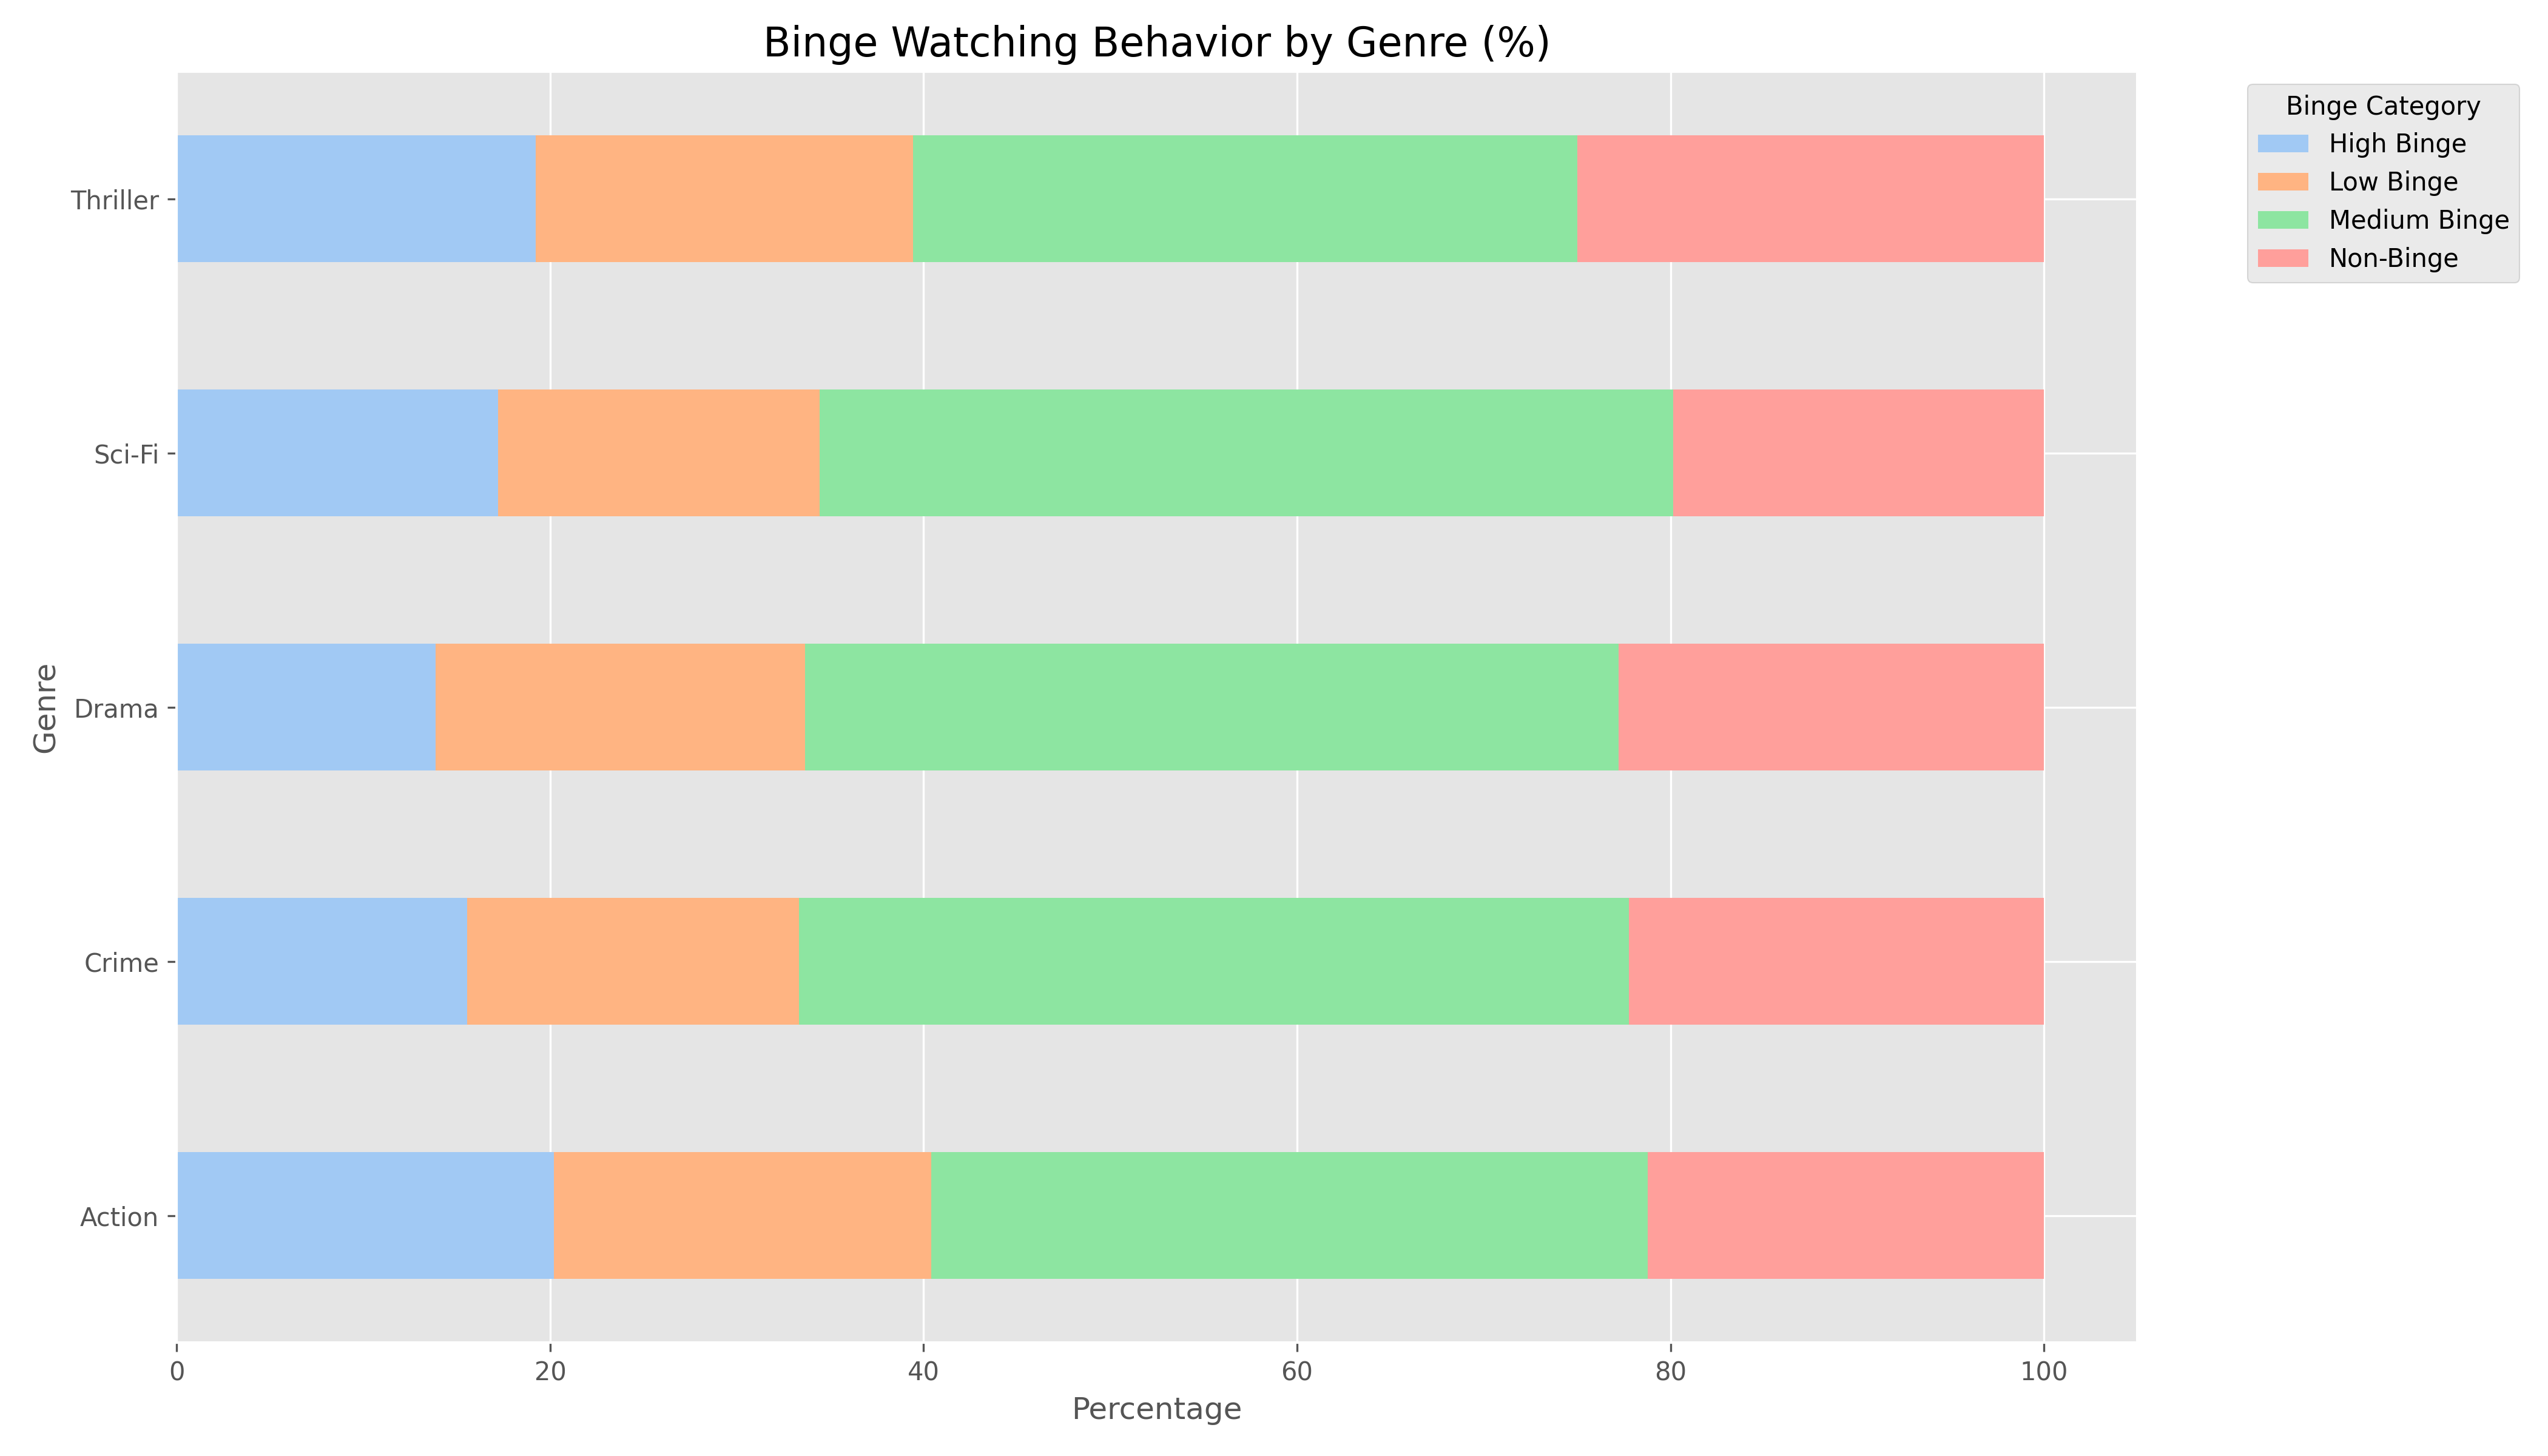 Binge Watching Behavior by Genre (%)
Binge Category
High Binge
Low Binge
Medium Binge
Non-Binge
Genre
Thriller
Sci-Fi
Drama
Crime
Action
0 20 40 60 80 100
Percentage